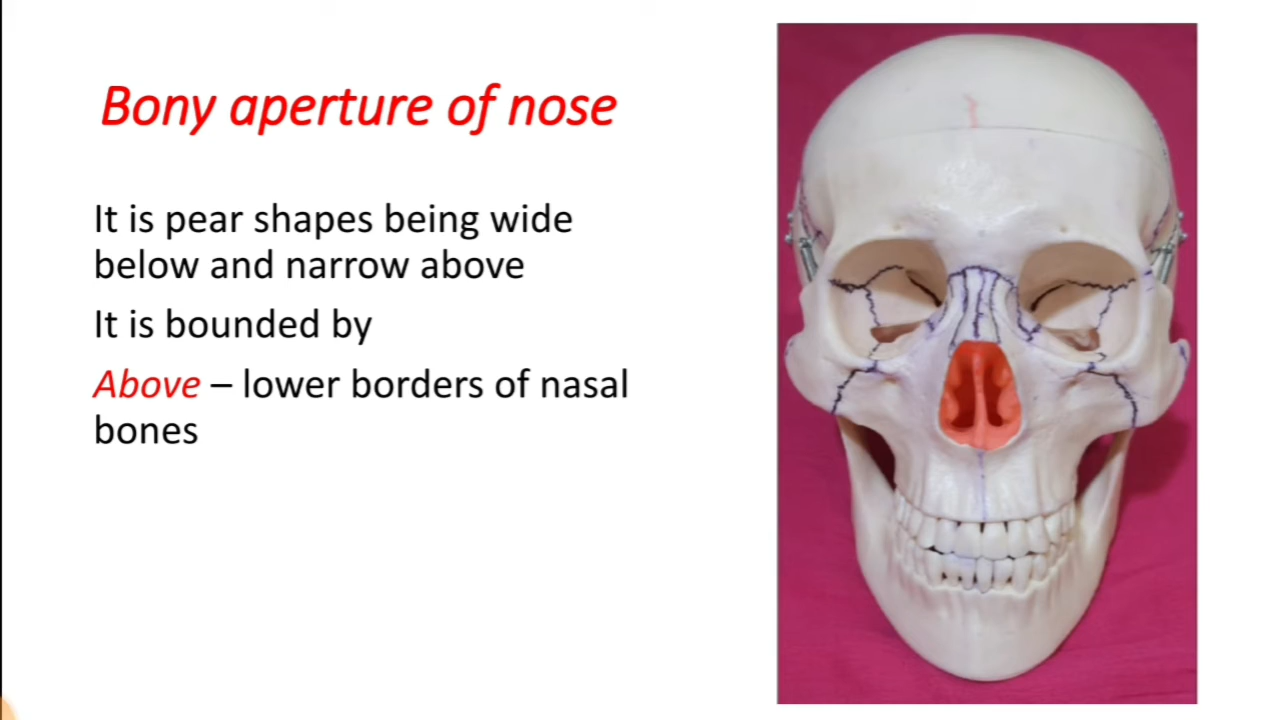 Bony aperture of nose
It is pear shapes being wide
below and narrow above
It is bounded by
Above – lower borders of nasal
bones